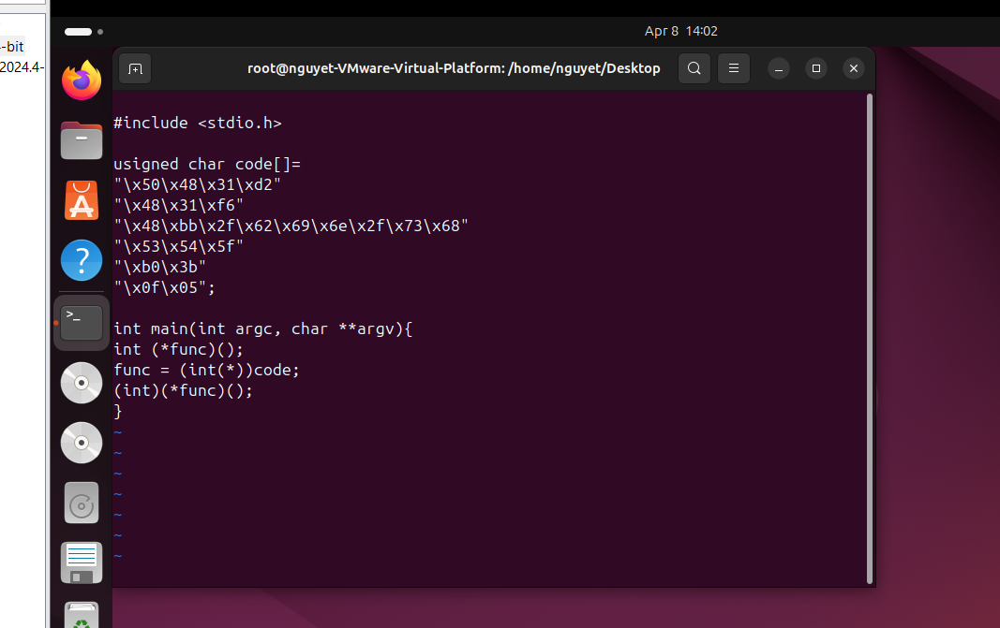 -bit
2024.4-
Apr 8 14:02
root@nguyet-VMware-Virtual-Platform: /home/nguyet/Desktop
#include <stdio.h>
usigned char code[]=
"\x50\x48\x31\xd2"
"\x48\x31\xf6"
"\x48\xbb\x2f\x62\x69\x6e\x2f\x73\x68"
"\x53\x54\x5f"
"\xb0\x3b"
"\x0f\x05";
int main(int argc, char **argv){
int (*func)();
func = (int(*))code;
(int)(*func)();
}
~
~
~
~
~
~
~